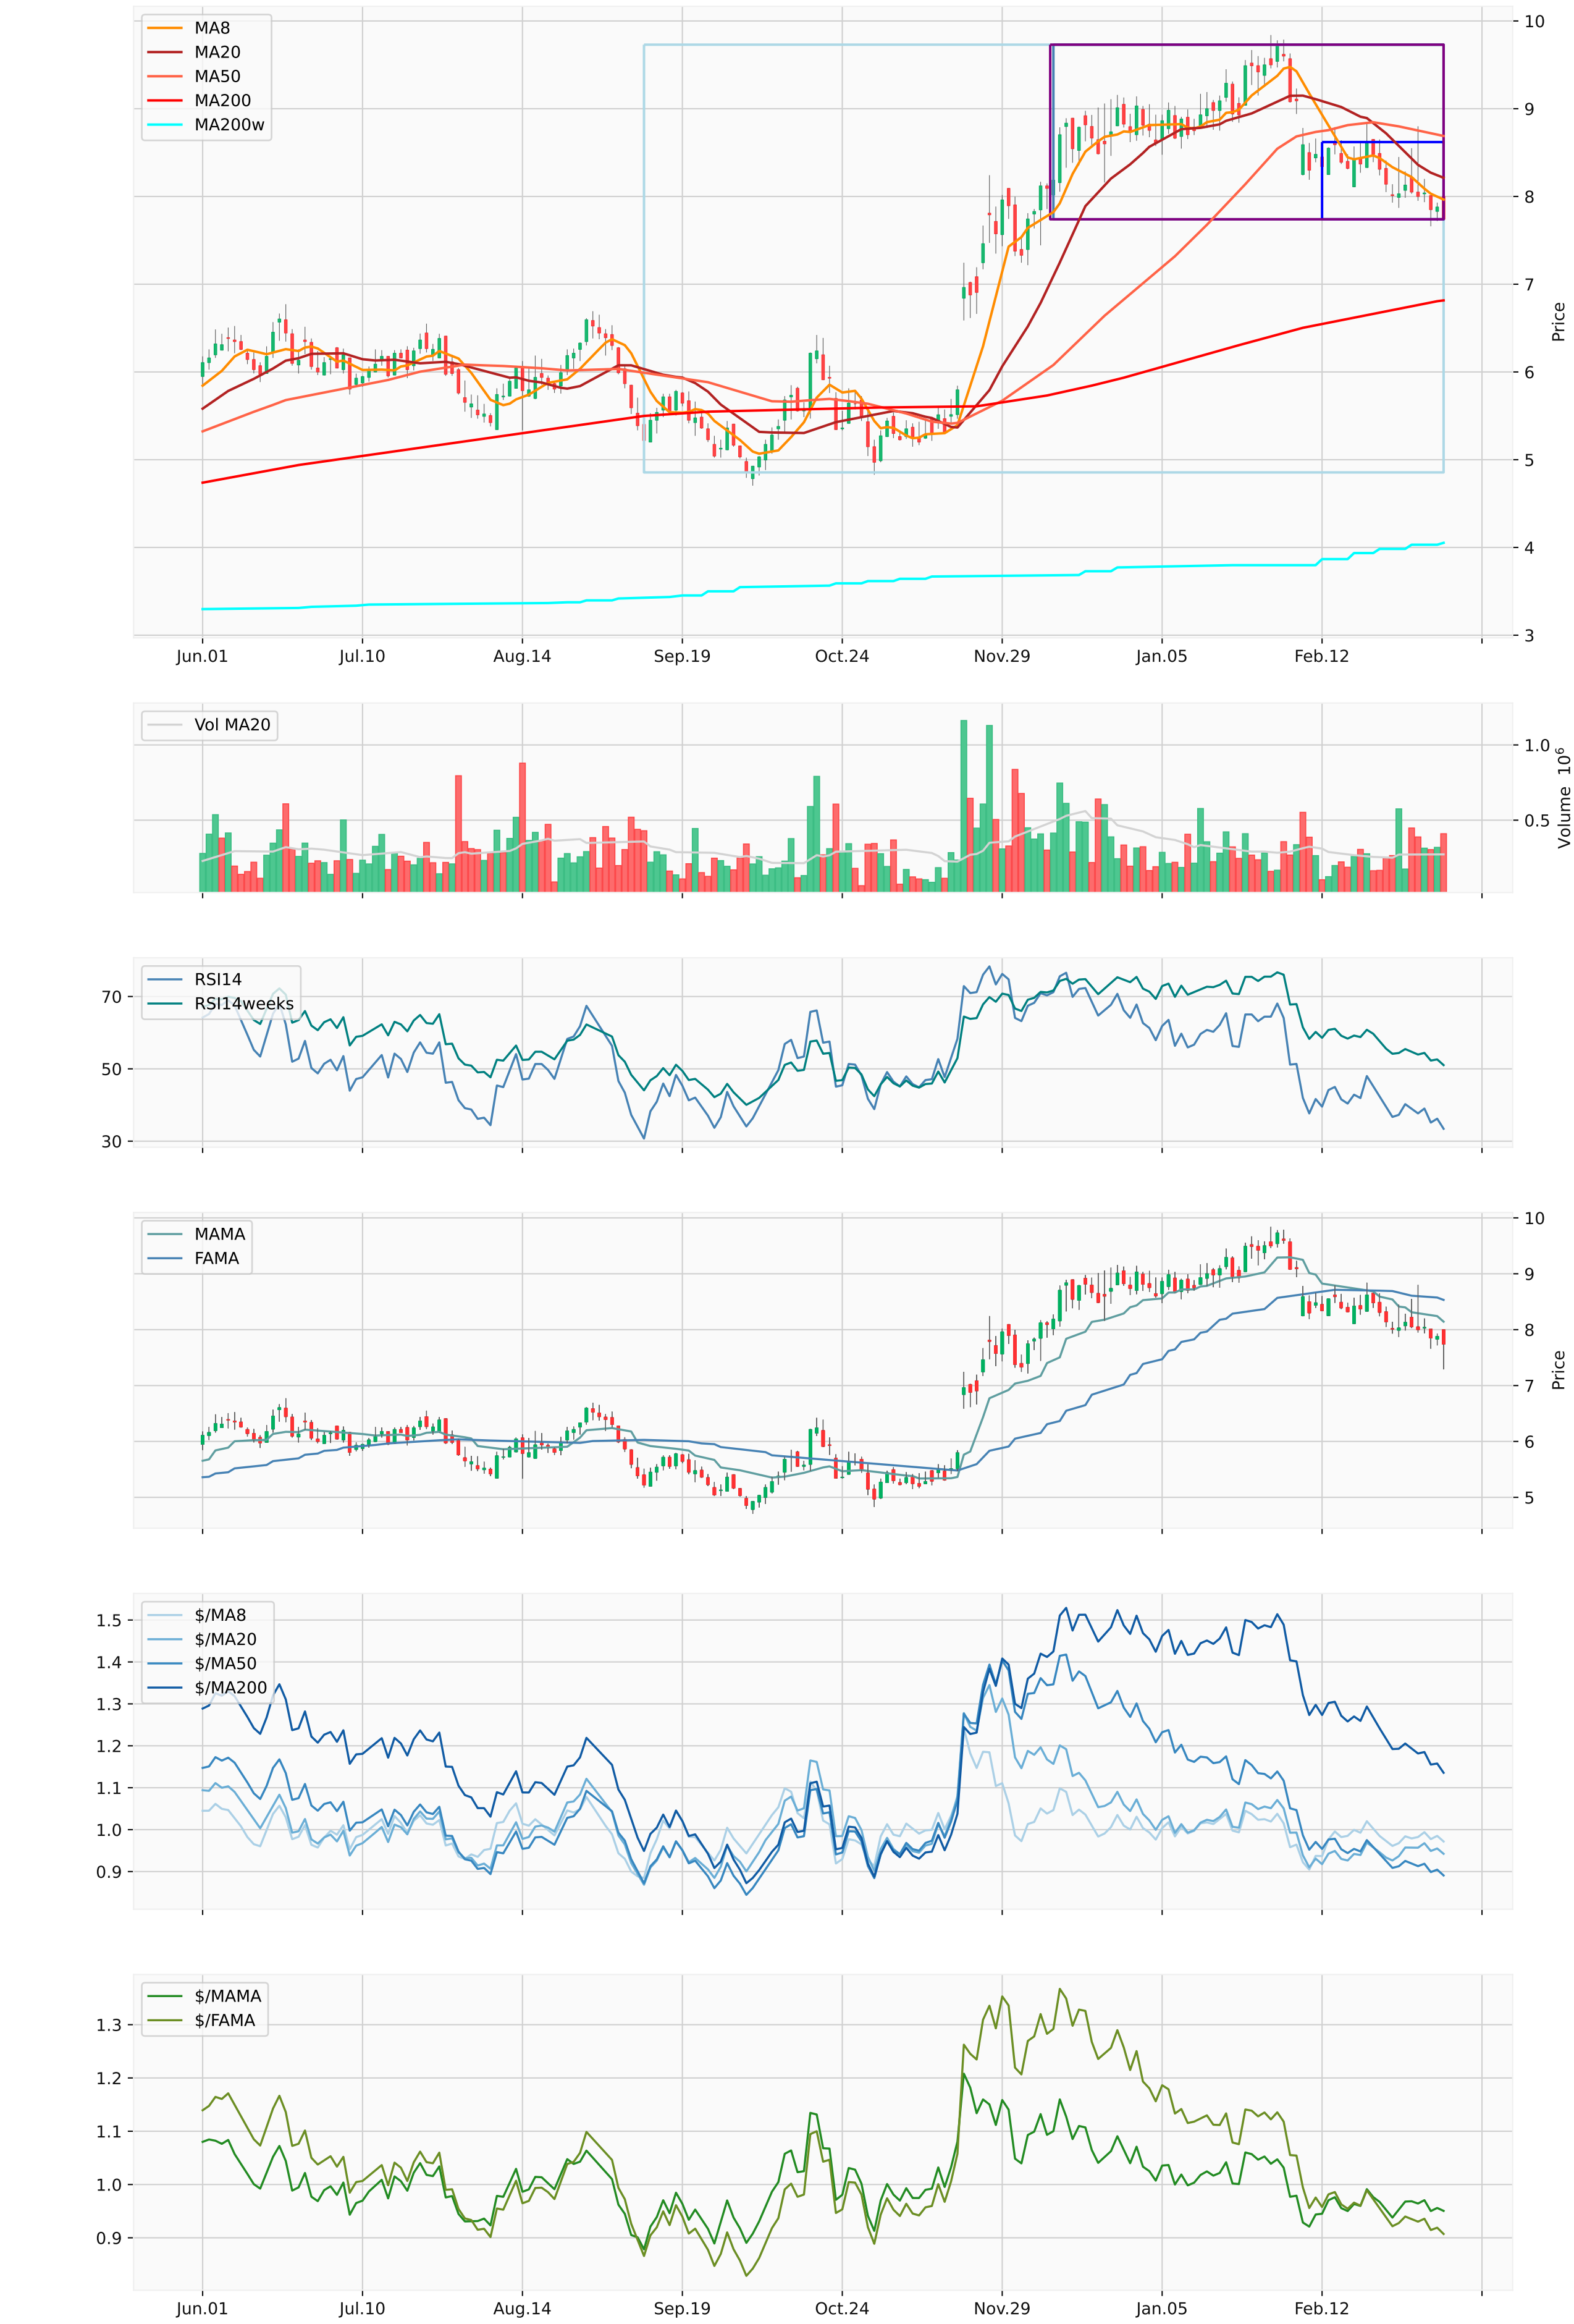 MA8
MA20
MA50
MA200
MA200w
10
9
8
7
6
5
4
3
Price
Jun.01 Jul.10 Aug.14 Sep.19 Oct.24 Nov.29 Jan.05 Feb.12
Vol MA20
1.0
0.5
Volume 10⁶
RSI14
RSI14weeks
70
50
30
MAMA
FAMA
10
9
8
7
6
5
Price
$/MA8
$/MA20
$/MA50
$/MA200
1.5
1.4
1.3
1.2
1.1
1.0
0.9
$/MAMA
$/FAMA
1.3
1.2
1.1
1.0
0.9
Jun.01 Jul.10 Aug.14 Sep.19 Oct.24 Nov.29 Jan.05 Feb.12